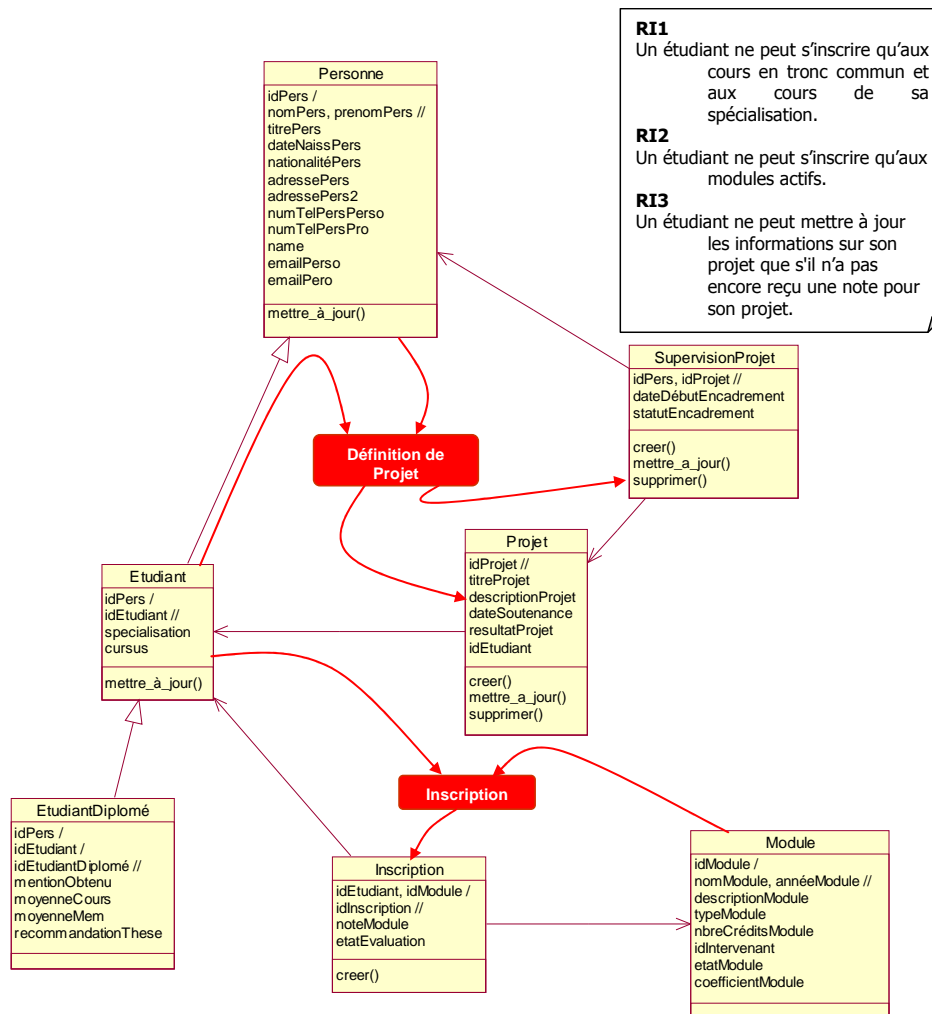 RI1
Un étudiant ne peut s'inscrire qu'aux
cours en tronc commun et
aux cours de sa
spécialisation.
RI2
Un étudiant ne peut s'inscrire qu'aux
modules actifs.
RI3
Un étudiant ne peut mettre à jour
les informations sur son
projet que s'il n'a pas
encore reçu une note pour
son projet.
Personne
idPers /
nomPers, prenomPers //
titrePers
dateNaissPers
nationalitéPers
adressePers
adressePers2
numTelPersPerso
numTelPersPro
name
emailPerso
emailPero
mettre_à_jour()
SupervisionProjet
idPers, idProjet //
dateDébutEncadrement
statutEncadrement
creer()
mettre_a_jour()
supprimer()
Définition de
Projet
Projet
idProjet //
titreProjet
descriptionProjet
dateSoutenance
resultatProjet
idEtudiant
creer()
mettre_a_jour()
supprimer()
Etudiant
idPers /
idEtudiant //
specialisation
cursus
mettre_à_jour()
Inscription
EtudiantDiplomé
idPers /
idEtudiant /
idEtudiantDiplomé //
mentionObtenu
moyenneCours
moyenneMem
recommandationThese
Inscription
idEtudiant, idModule /
idInscription //
noteModule
etatEvaluation
creer()
Module
idModule /
nomModule, annéeModule //
descriptionModule
typeModule
nbreCréditsModule
idIntervenant
etatModule
coefficientModule